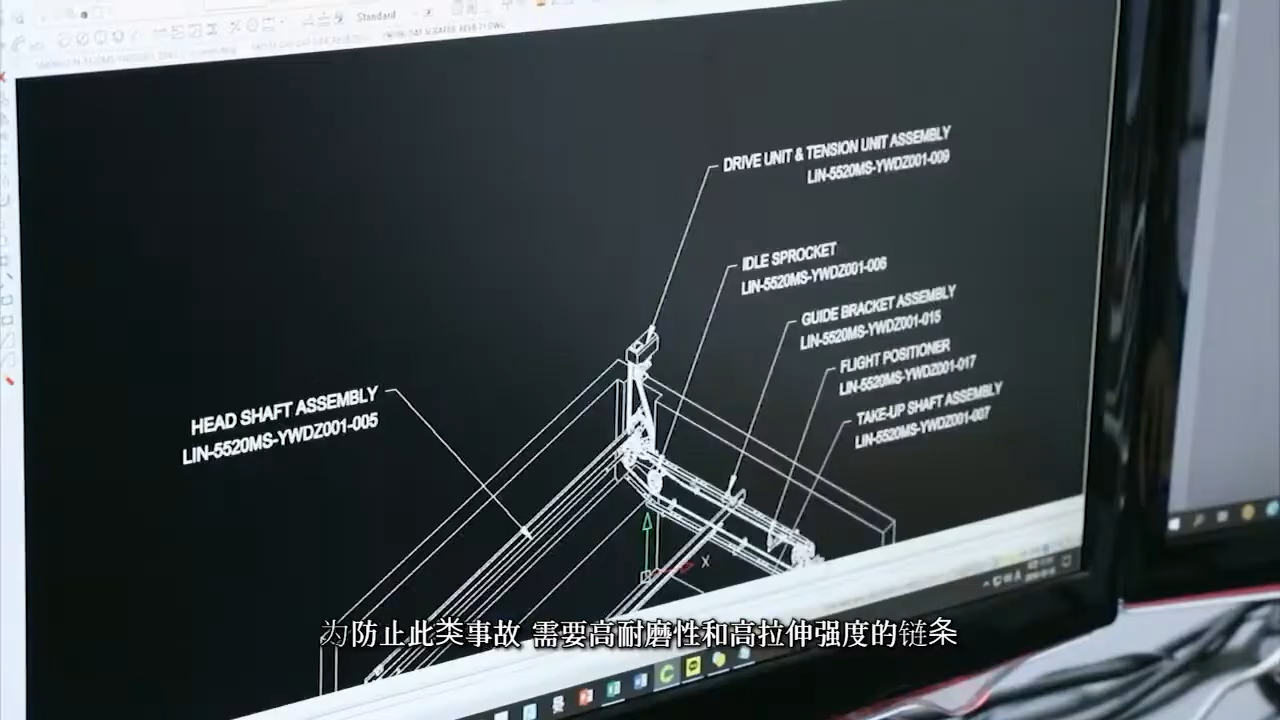 Standard
DRIVE UNIT & TENSION UNIT ASSEMBLY
LIN-5520MS-YWDZ001-009
IDLE SPROCKET
LIN-5520MS-YWDZ001-006
GUIDE BRACKET ASSEMBLY
LIN-5520MS-YWDZ001-015
FLIGHT POSITIONER
LIN-5520MS-YWDZ001-017
TAKE-UP SHAFT ASSEMBLY
LIN-5520MS-YWDZ001-007
HEAD SHAFT ASSEMBLY
LIN-5520MS-YWDZ001-005
X
为防止此类事故 需要高耐磨性和高拉伸强度的链条